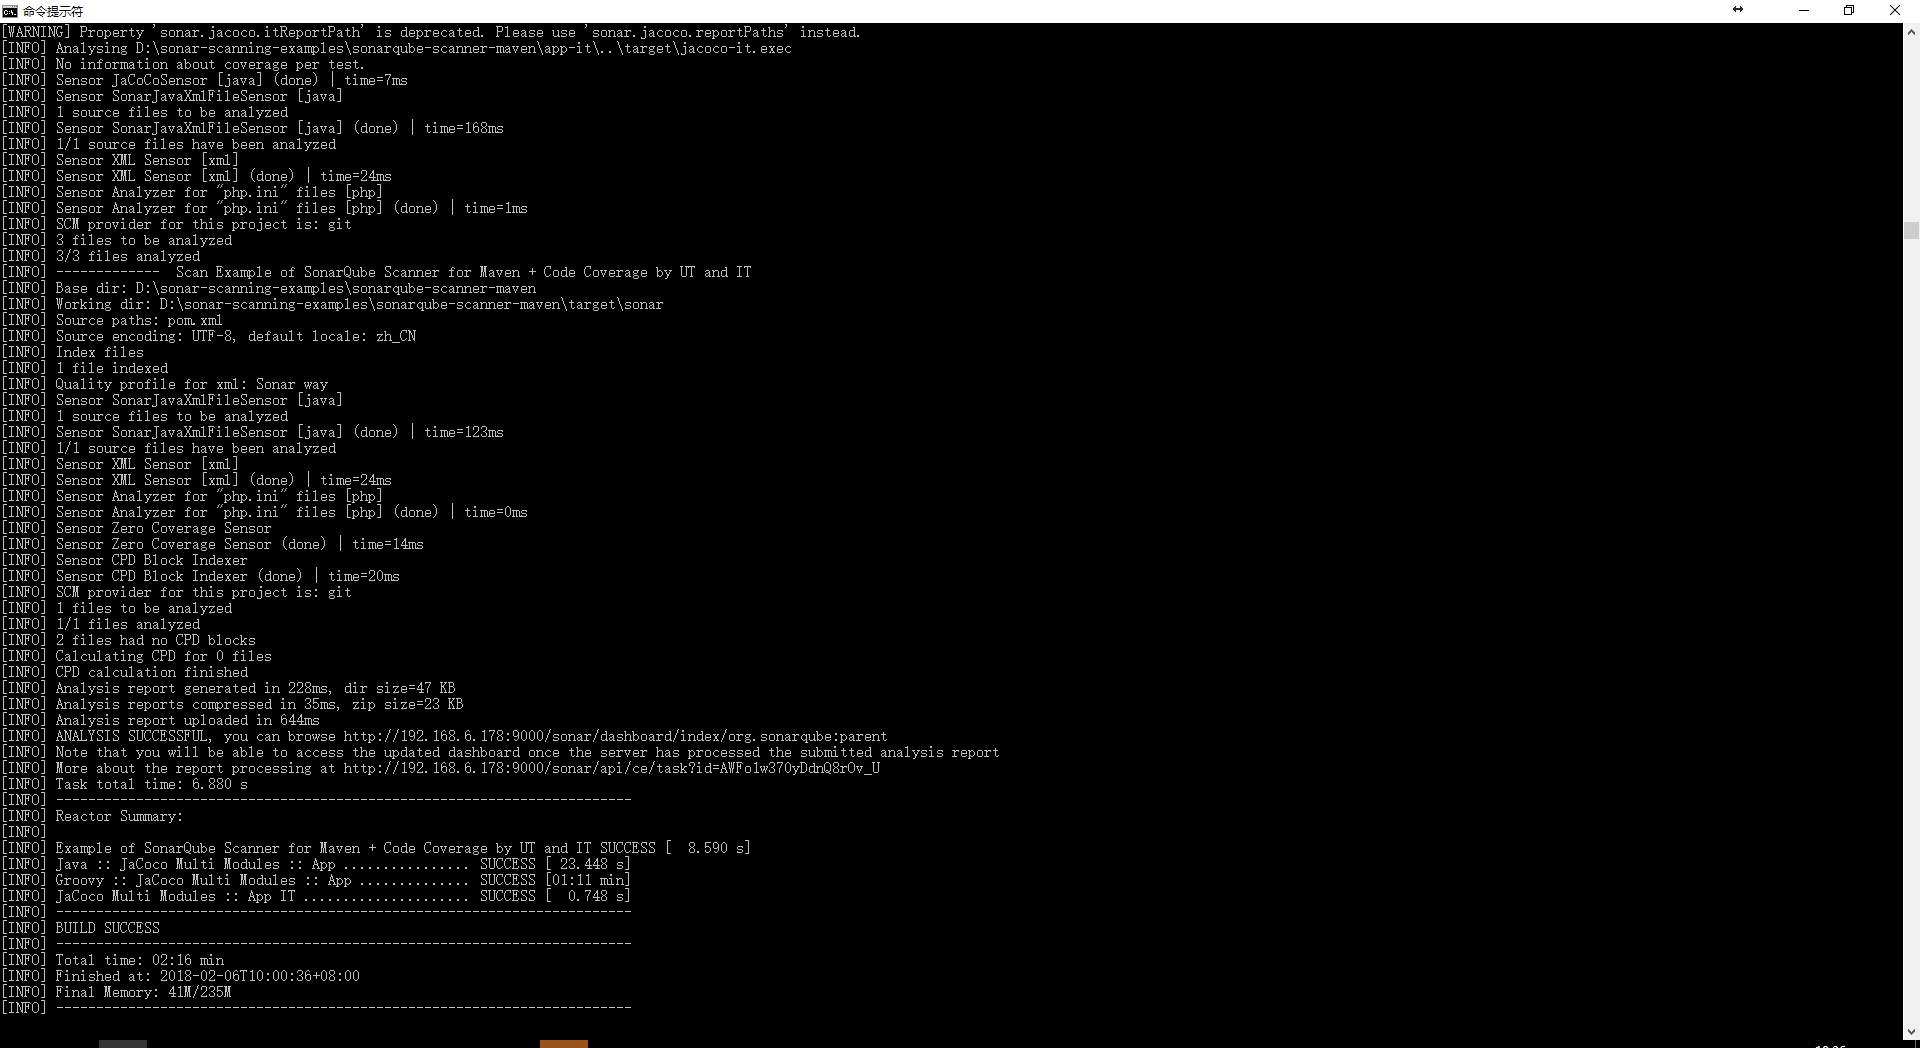 命令提示符
[WARNING] Property 'sonar.jacoco.itReportPath' is deprecated. Please use 'sonar.jacoco.reportPaths' instead.
[INFO] Analysing D:\sonar-scanning-examples\sonarqube-scanner-maven\app-it\..\target\jacoco-it.exec
[INFO] No information about coverage per test.
[INFO] Sensor JaCoCoSensor [java] (done) | time=7ms
[INFO] Sensor SonarJavaXmlFileSensor [java]
[INFO] 1 source files to be analyzed
[INFO] Sensor SonarJavaXmlFileSensor [java] (done) | time=168ms
[INFO] 1/1 source files have been analyzed
[INFO] Sensor XML Sensor [xml]
[INFO] Sensor XML Sensor [xml] (done) | time=24ms
[INFO] Sensor Analyzer for "php.ini" files [php]
[INFO] Sensor Analyzer for "php.ini" files [php] (done) | time=1ms
[INFO] SCM provider for this project is: git
[INFO] 3 files to be analyzed
[INFO] 3/3 files analyzed
[INFO] -------------  Scan Example of SonarQube Scanner for Maven + Code Coverage by UT and IT
[INFO] Base dir: D:\sonar-scanning-examples\sonarqube-scanner-maven
[INFO] Working dir: D:\sonar-scanning-examples\sonarqube-scanner-maven\target\sonar
[INFO] Source paths: pom.xml
[INFO] Source encoding: UTF-8, default locale: zh_CN
[INFO] Index files
[INFO] 1 file indexed
[INFO] Quality profile for xml: Sonar way
[INFO] Sensor SonarJavaXmlFileSensor [java]
[INFO] 1 source files to be analyzed
[INFO] Sensor SonarJavaXmlFileSensor [java] (done) | time=123ms
[INFO] 1/1 source files have been analyzed
[INFO] Sensor XML Sensor [xml]
[INFO] Sensor XML Sensor [xml] (done) | time=24ms
[INFO] Sensor Analyzer for "php.ini" files [php]
[INFO] Sensor Analyzer for "php.ini" files [php] (done) | time=0ms
[INFO] Sensor Zero Coverage Sensor
[INFO] Sensor Zero Coverage Sensor (done) | time=14ms
[INFO] Sensor CPD Block Indexer
[INFO] Sensor CPD Block Indexer (done) | time=20ms
[INFO] SCM provider for this project is: git
[INFO] 1 files to be analyzed
[INFO] 1/1 files analyzed
[INFO] 2 files had no CPD blocks
[INFO] Calculating CPD for 0 files
[INFO] CPD calculation finished
[INFO] Analysis report generated in 228ms, dir size=47 KB
[INFO] Analysis reports compressed in 35ms, zip size=23 KB
[INFO] Analysis report uploaded in 644ms
[INFO] ANALYSIS SUCCESSFUL, you can browse http://192.168.6.178:9000/sonar/dashboard/index/org.sonarqube:parent
[INFO] Note that you will be able to access the updated dashboard once the server has processed the submitted analysis report
[INFO] More about the report processing at http://192.168.6.178:9000/sonar/api/ce/task?id=AWFo1w370yDdnQ8rOv_U
[INFO] Task total time: 6.880 s
[INFO] ------------------------------------------------------------------------
[INFO] Reactor Summary:
[INFO]
[INFO] Example of SonarQube Scanner for Maven + Code Coverage by UT and IT SUCCESS [  8.590 s]
[INFO] Java :: JaCoco Multi Modules :: App ................ SUCCESS [ 23.448 s]
[INFO] Groovy :: JaCoco Multi Modules :: App .............. SUCCESS [01:11 min]
[INFO] JaCoco Multi Modules :: App IT ..................... SUCCESS [  0.748 s]
[INFO] ------------------------------------------------------------------------
[INFO] BUILD SUCCESS
[INFO] ------------------------------------------------------------------------
[INFO] Total time: 02:16 min
[INFO] Finished at: 2018-02-06T10:00:36+08:00
[INFO] Final Memory: 41M/235M
[INFO] ------------------------------------------------------------------------